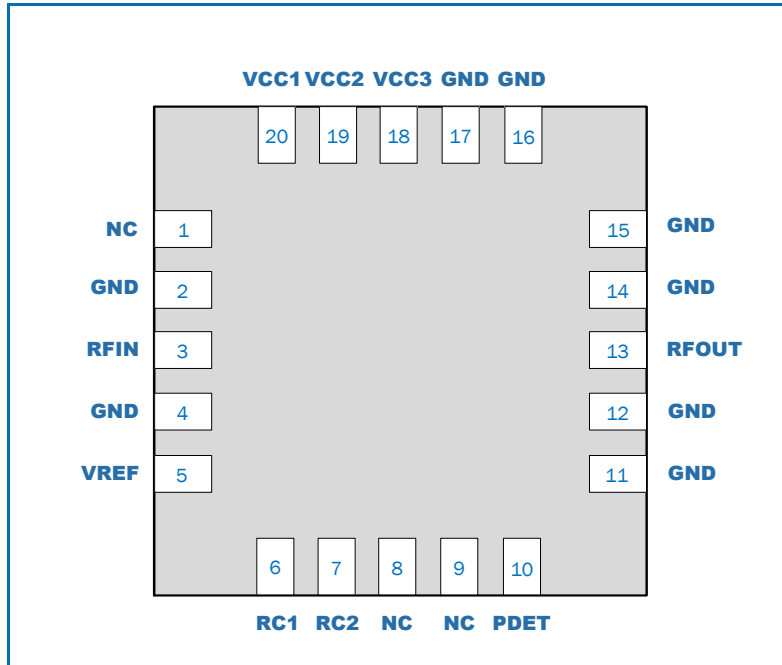 VCC1 VCC2 VCC3 GND GND
20 19 18 17 16
NC 1 15 GND
GND 2 14 GND
RFIN 3 13 RFOUT
GND 4 12 GND
VREF 5 11 GND
6 7 8 9 10
RC1 RC2 NC NC PDET